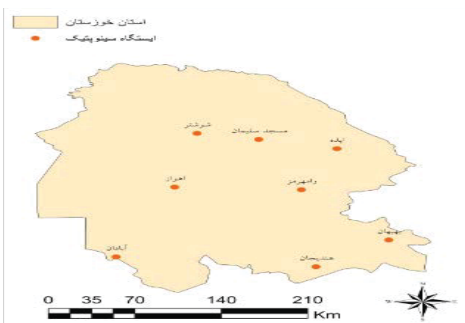 استان خوزستان
ایستگاه سینوپتیک
شوشتر
مسجد سلیمان
ایذه
اهواز
رامهرمز
بهبهان
آبادان
هندیجان
0 35 70 140 210
Km